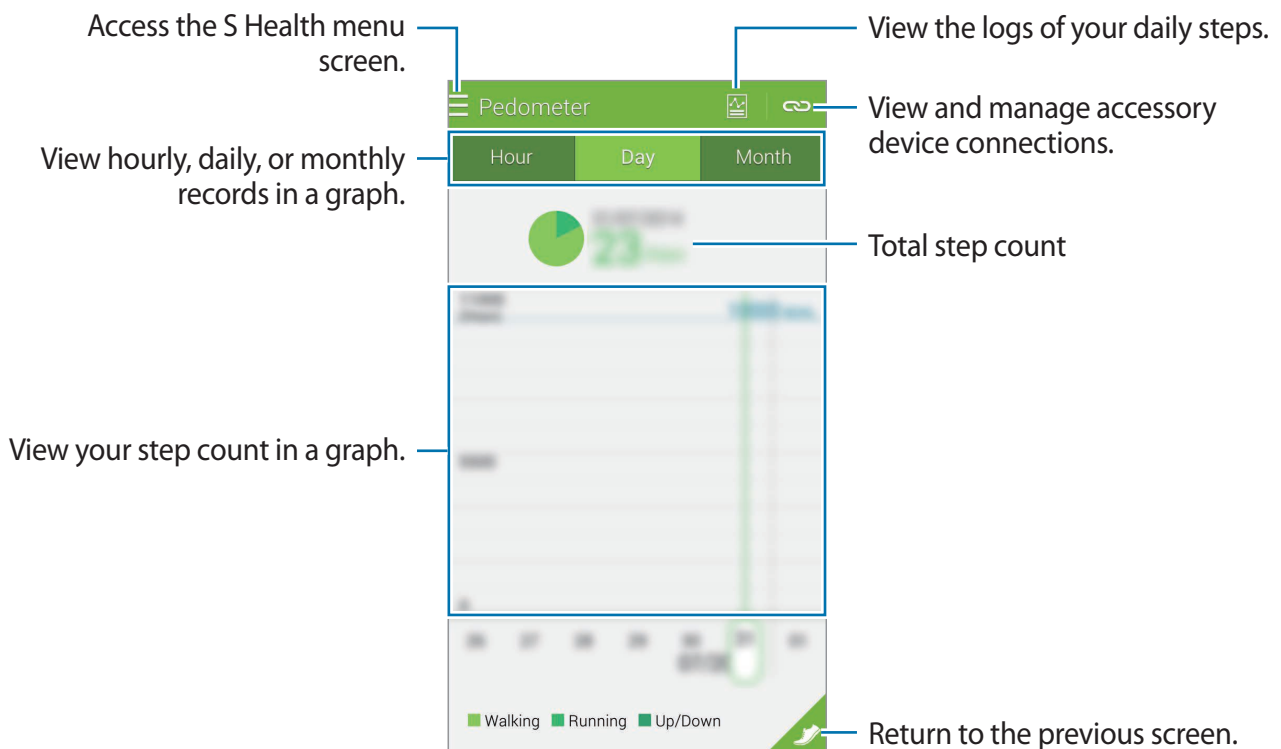 Access the S Health menu
screen.
View the logs of your daily steps.
Pedometer
View and manage accessory
device connections.
View hourly, daily, or monthly
records in a graph.
Hour Day Month
23
Total step count
View your step count in a graph.
Walking Running Up/Down
Return to the previous screen.